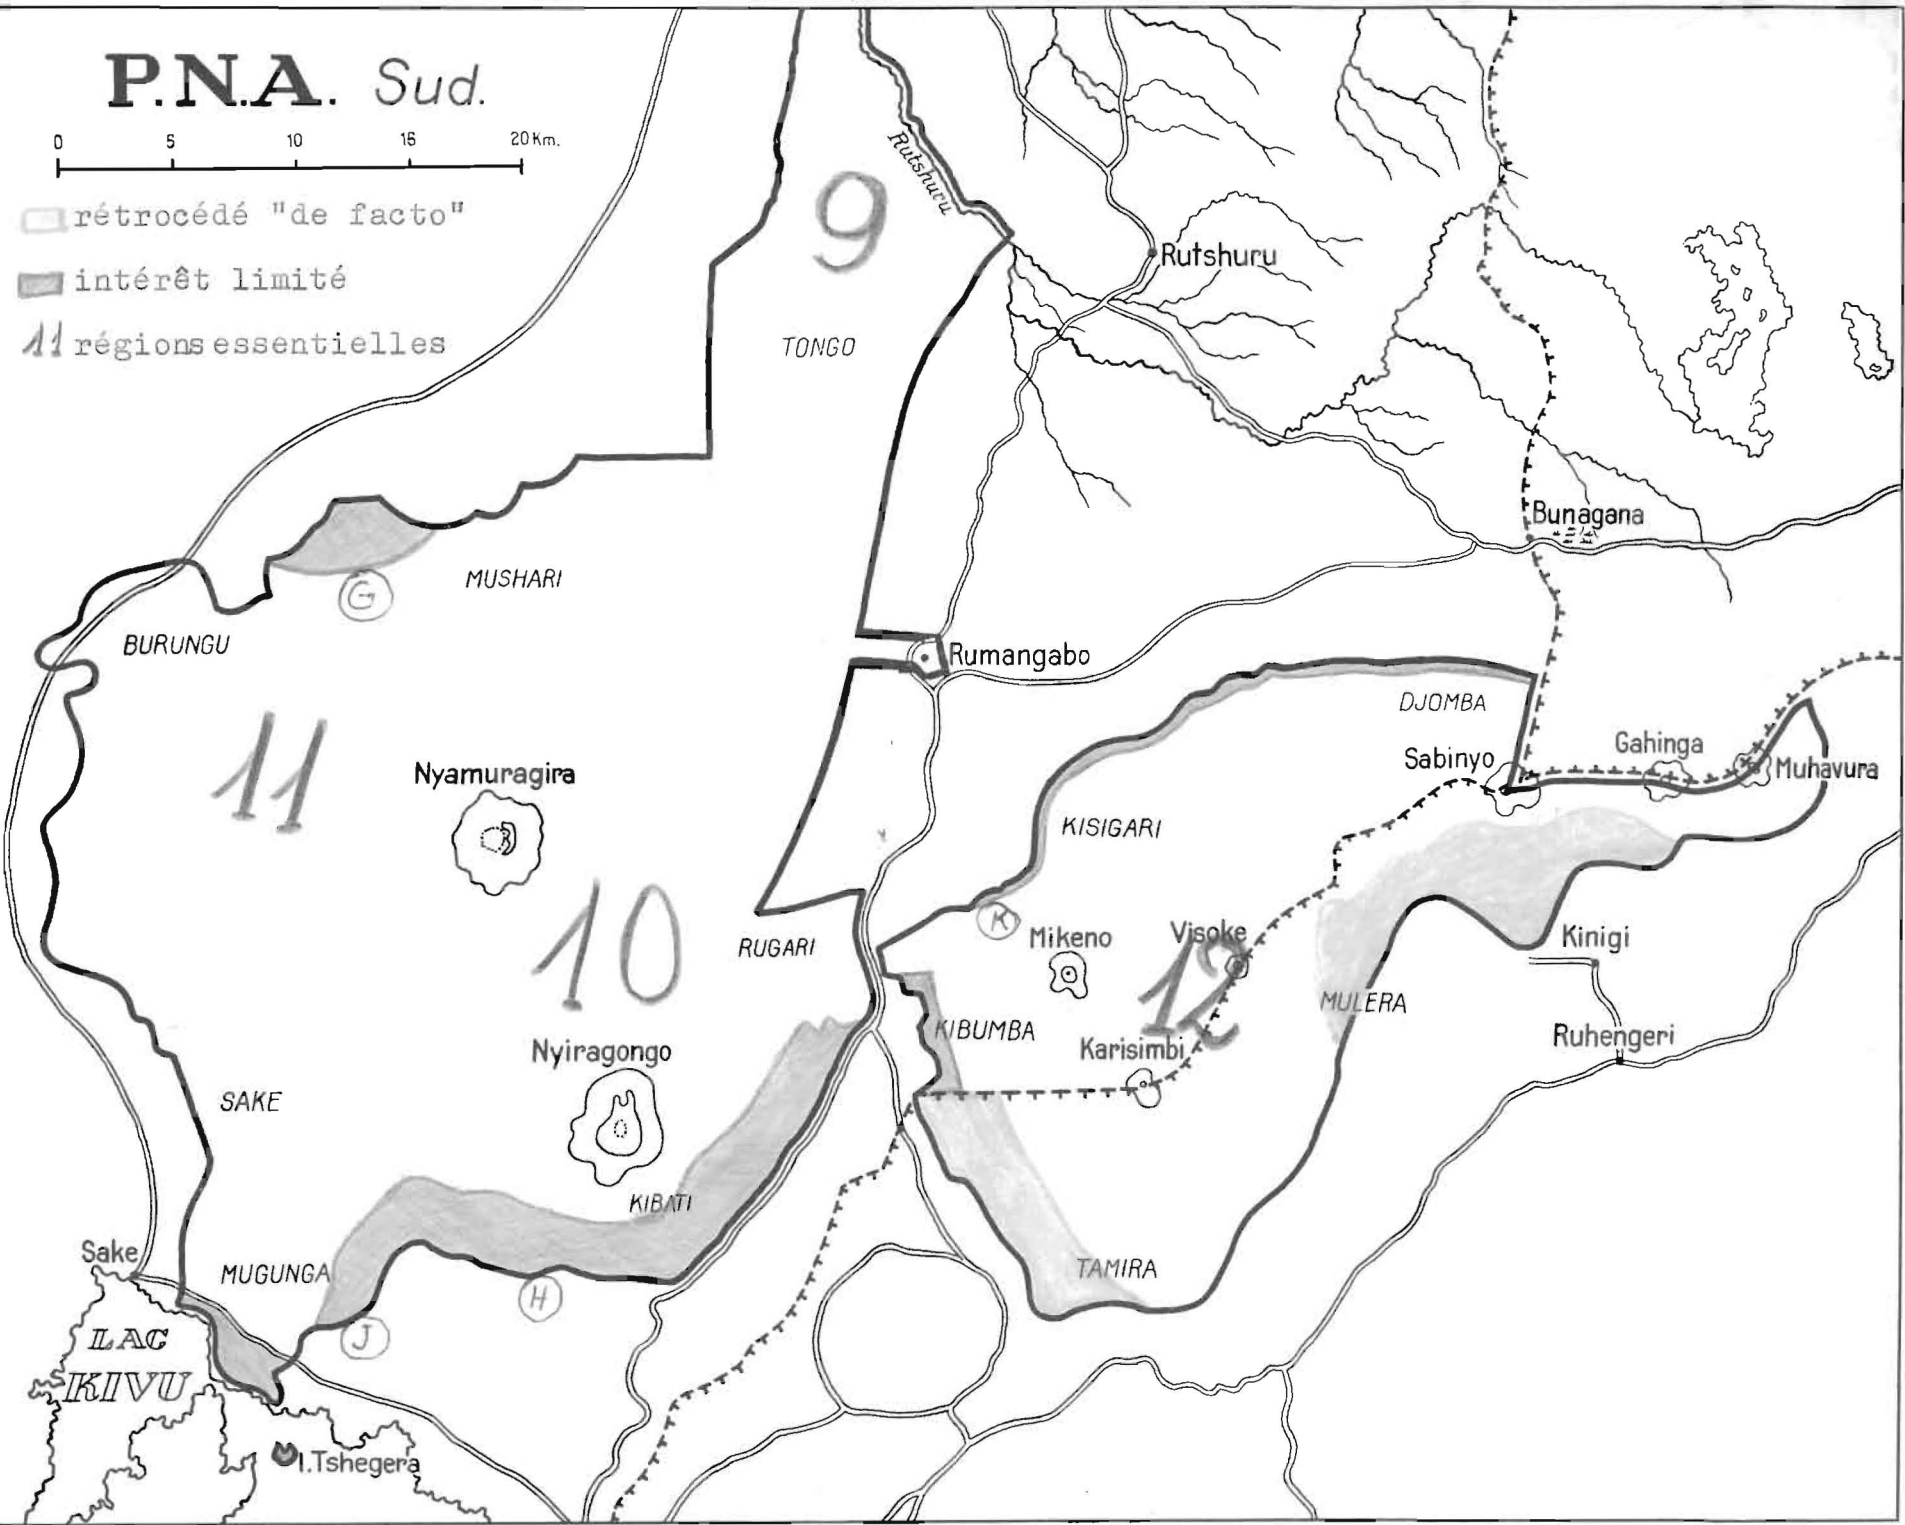 P.N.A. Sud.
0 5 10 15 20 Km.
rétrocédé "de facto"
intérêt limité
11 régions essentielles
9
Rutshuru
Rutshuru
TONGO
Bunagana
G
MUSHARI
BURUNGU
Rumangabo
DJOMBA
Sabinyo
Gahinga
Muhavura
11
Nyamuragira
KISIGARI
10
RUGARI
K
Mikeno
Visoke
12
Kinigi
MULERA
KIBUMBA
Karisimbi
Ruhengeri
Nyiragongo
SAKE
KIBATI
Sake
MUGUNGA
TAMIRA
H
J
LAC
KIVU
I.Tshegera